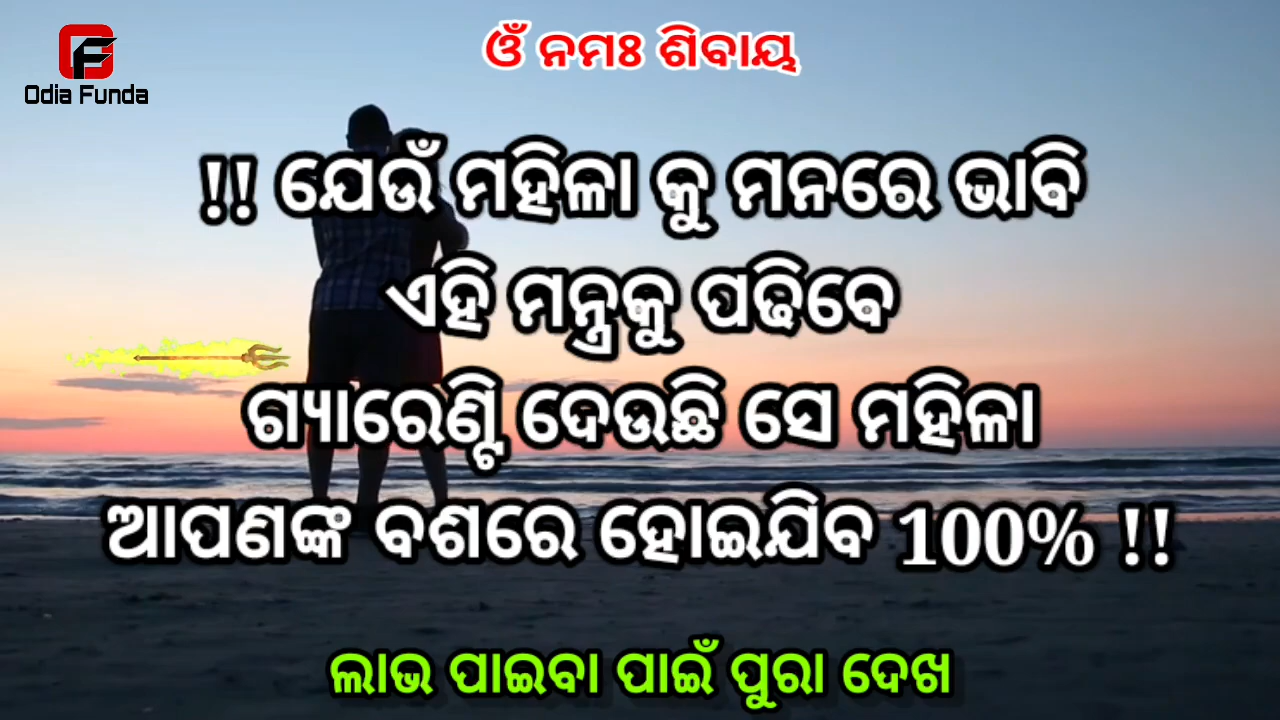 ଓଁ ନମଃ ଶିବାୟ
Odia Funda
!! ଯେଉଁ ମହିଳା କୁ ମନରେ ଭାବି
ଏହି ମନ୍ତ୍ରକୁ ପଢିବେ
ଗ୍ୟାରେଣ୍ଟି ଦେଉଛି ସେ ମହିଳା
ଆପଣଙ୍କ ବଶରେ ହୋଇଯିବ 100% !!
ଲାଭ ପାଇବା ପାଇଁ ପୁରା ଦେଖ